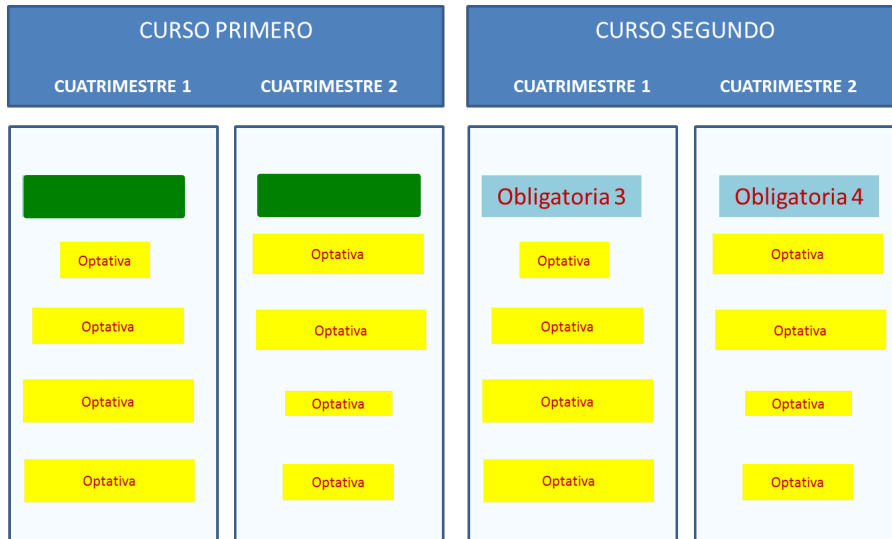 CURSO PRIMERO
CUATRIMESTRE 1
CUATRIMESTRE 2
Optativa
Optativa
Optativa
Optativa
Optativa
Optativa
Optativa
Optativa
CURSO SEGUNDO
CUATRIMESTRE 1
CUATRIMESTRE 2
Obligatoria 3
Optativa
Optativa
Optativa
Optativa
Obligatoria 4
Optativa
Optativa
Optativa
Optativa